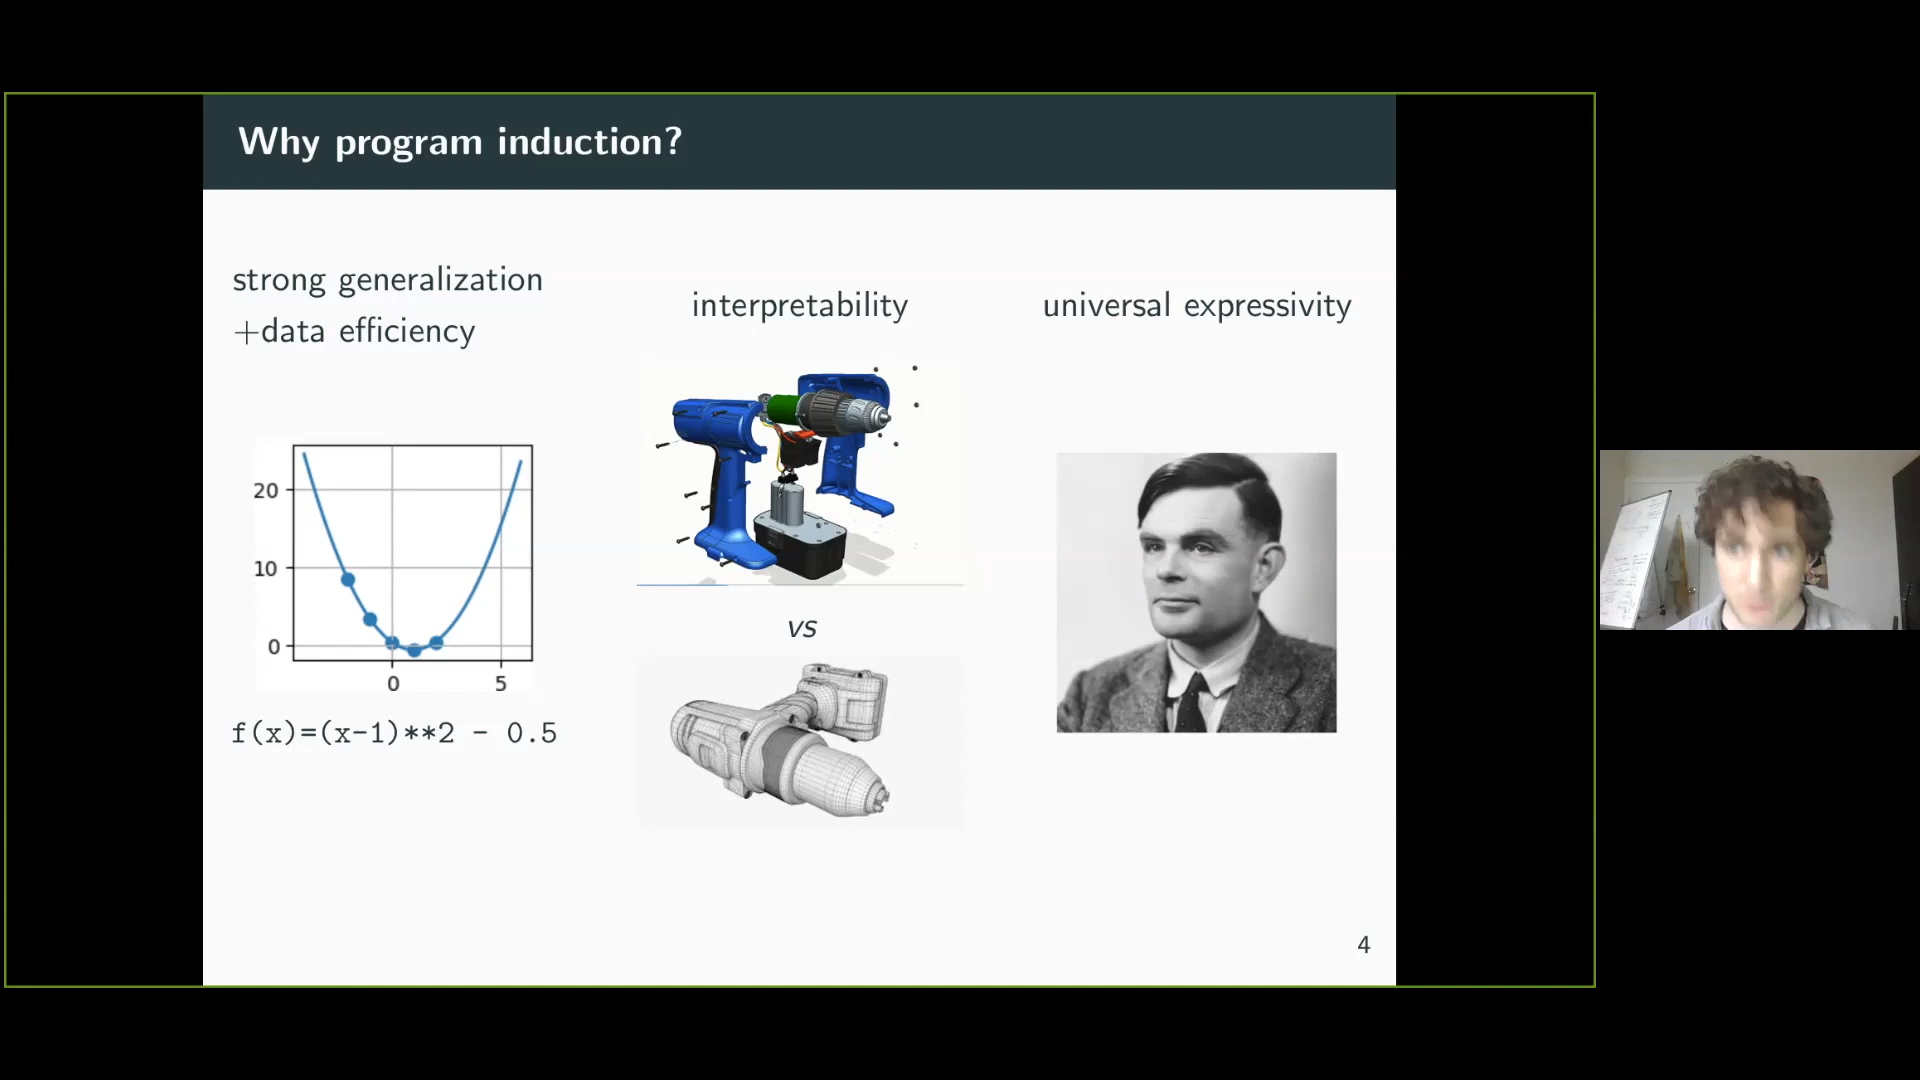 Why program induction?
strong generalization
+data efficiency
interpretability
universal expressivity
20
10
0
0
5
f(x)=(x-1)**2 - 0.5
vs
4